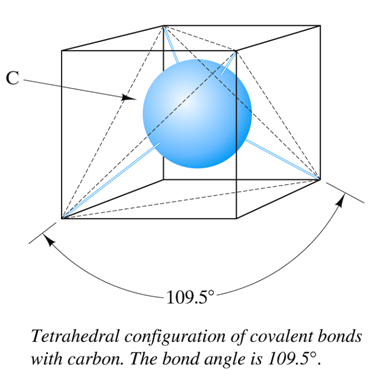 C
109.5°
Tetrahedral configuration of covalent bonds
with carbon. The bond angle is 109.5°.